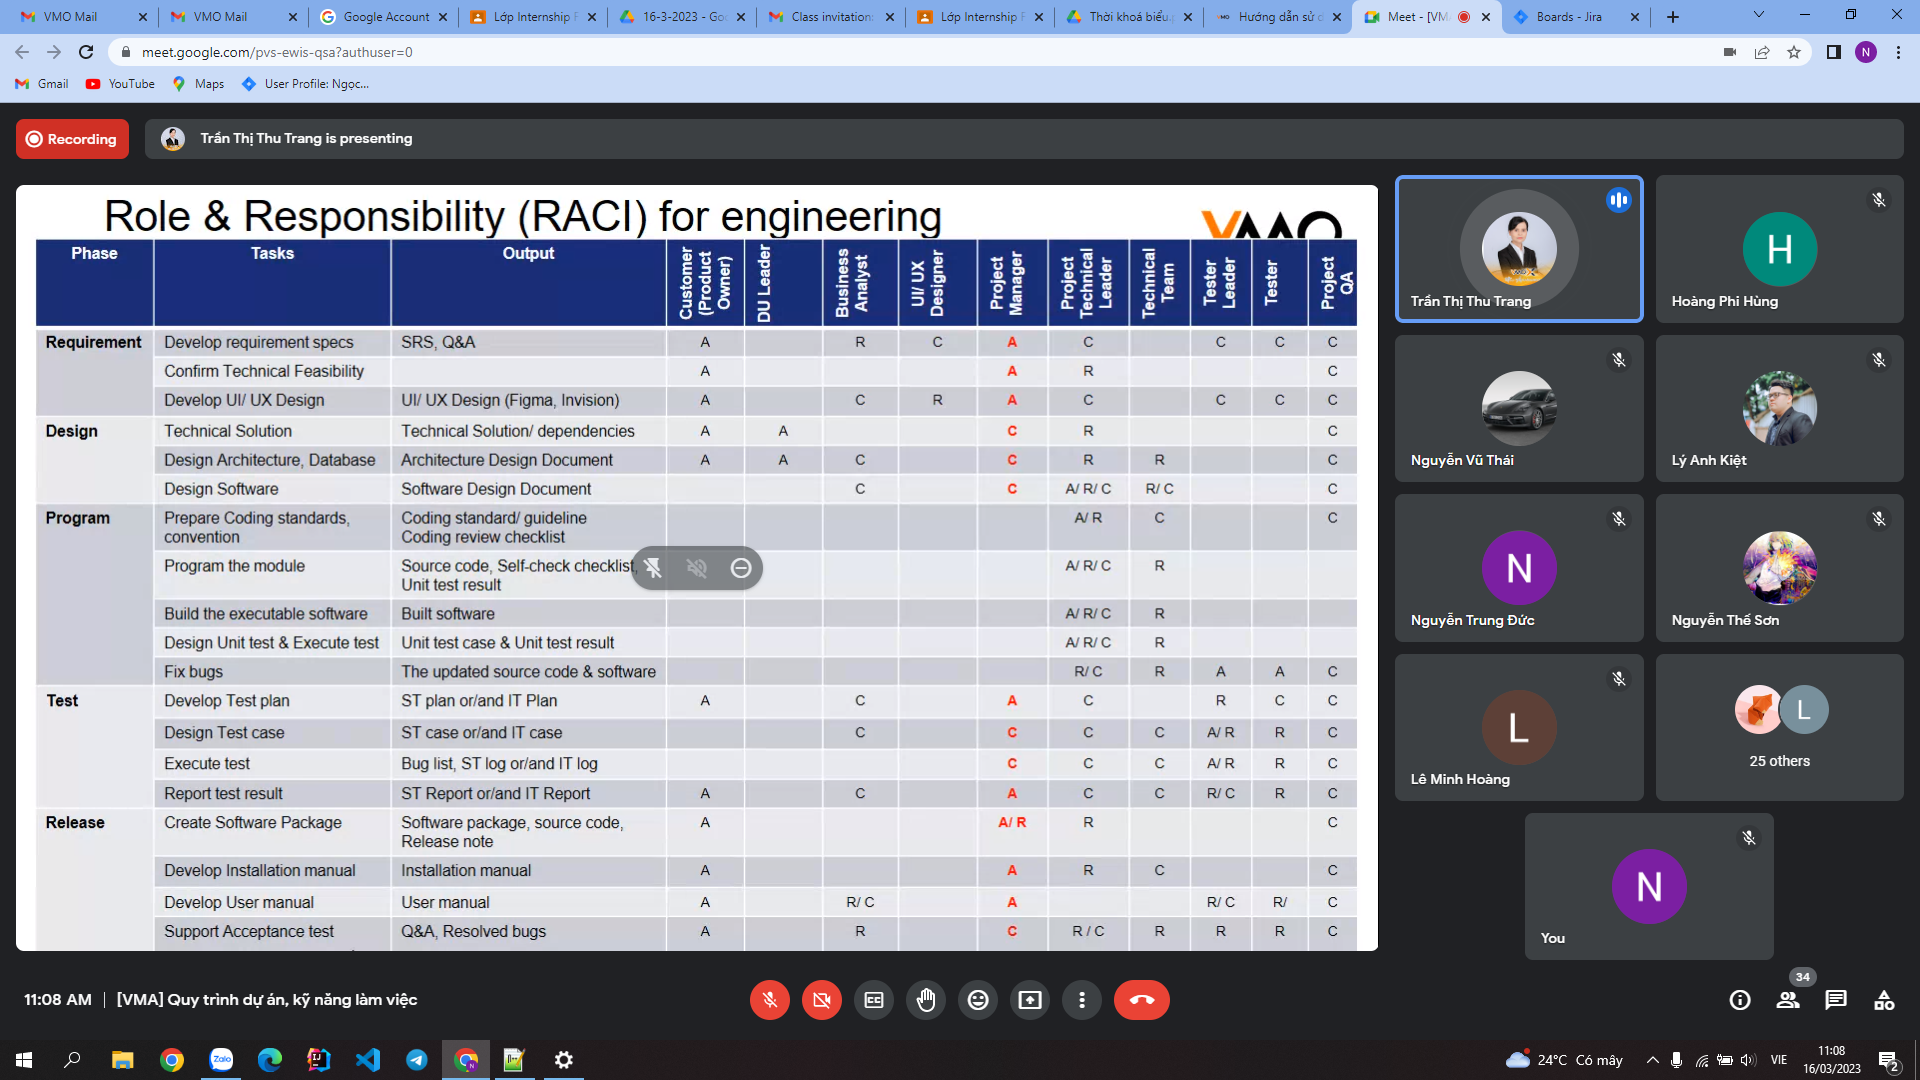 VMO Mail
VMO Mail
Google Account
Lớp Internship F
16-3-2023 - Goo
Class invitation:
Lớp Internship F
Thời khoá biểu.p
Hướng dẫn sử d
Meet - [VM
Boards - Jira
meet.google.com/pvs-ewis-qsa?authuser=0
N
Gmail
YouTube
Maps
User Profile: Ngọc...
Recording
Trần Thị Thu Trang is presenting
Role & Responsibility (RACI) for engineering
VMO
Phase Tasks Output Customer (Product Owner) DU Leader Business Analyst UI/ UX Designer Project Manager Project Technical Leader Technical Team Tester Leader Tester Project QA
Requirement Develop requirement specs SRS, Q&A A R C A C C C C
Confirm Technical Feasibility A A R C
Develop UI/ UX Design UI/ UX Design (Figma, Invision) A C R A C C C C
Design Technical Solution Technical Solution/ dependencies A A C R C
Design Architecture, Database Architecture Design Document A A C C R R C
Design Software Software Design Document C C A/ R/ C R/ C C
Program Prepare Coding standards, Coding standard/ guideline A/ R C C
convention Coding review checklist
Program the module Source code, Self-check checklist, A/ R/ C R
Unit test result
Build the executable software Built software A/ R/ C R
Design Unit test & Execute test Unit test case & Unit test result A/ R/ C R
Fix bugs The updated source code & software R/ C R A A C
Test Develop Test plan ST plan or/and IT Plan A C A C R C C
Design Test case ST case or/and IT case C C C C A/ R R C
Execute test Bug list, ST log or/and IT log C C C A/ R R C
Report test result ST Report or/and IT Report A C A C C R/ C R C
Release Create Software Package Software package, source code, A A/ R R C
Release note
Develop Installation manual Installation manual A A R C C
Develop User manual User manual A R/ C A R/ C R/ C
Support Acceptance test Q&A, Resolved bugs A R C R / C R R R C
Trần Thị Thu Trang
H
Hoàng Phi Hùng
Nguyễn Vũ Thái
Lý Anh Kiệt
N
Nguyễn Trung Đức
Nguyễn Thế Sơn
L
Lê Minh Hoàng
L
25 others
N
You
11:08 AM | [VMA] Quy trình dự án, kỹ năng làm việc
34
Zalo
24°C Có mây
VIE
11:08
16/03/2023
2